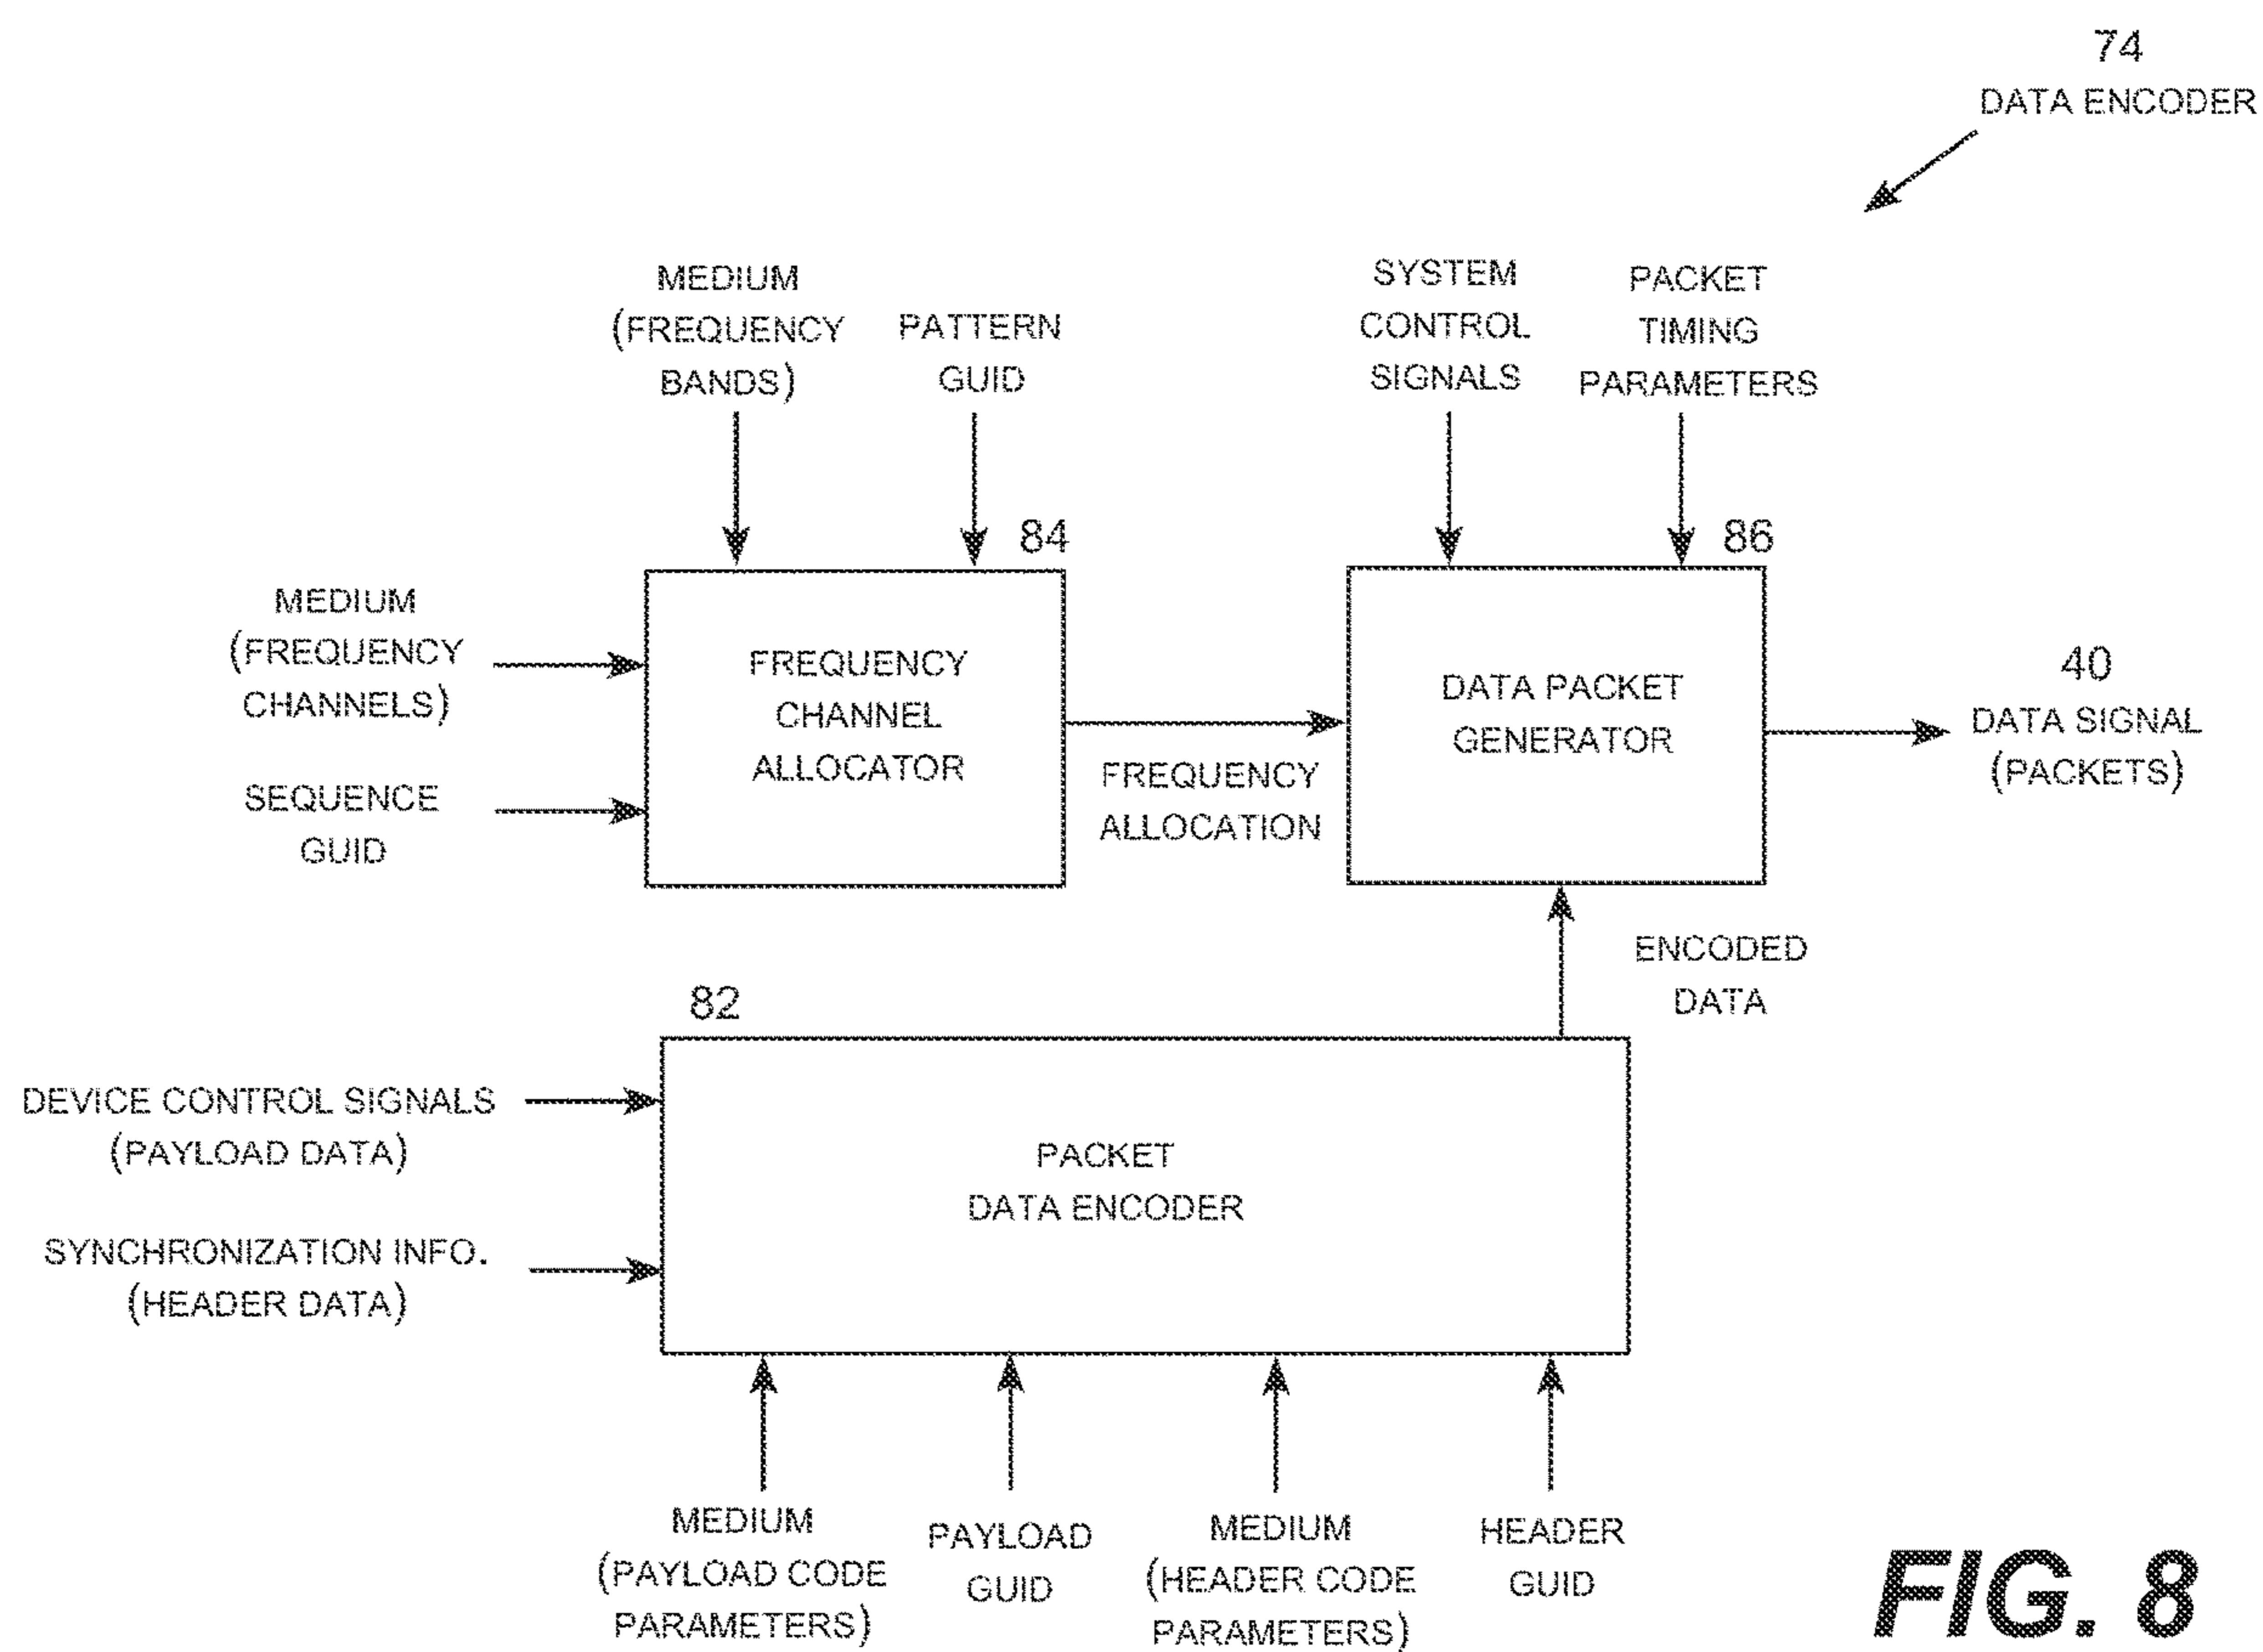 74
DATA ENCODER
MEDIUM
(FREQUENCY
BANDS)
PATTERN
GUID
SYSTEM
CONTROL
SIGNALS
PACKET
TIMING
PARAMETERS
84
86
MEDIUM
(FREQUENCY
CHANNELS)
SEQUENCE
GUID
FREQUENCY
CHANNEL
ALLOCATOR
FREQUENCY
ALLOCATION
DATA PACKET
GENERATOR
40
DATA SIGNAL
(PACKETS)
ENCODED
DATA
82
DEVICE CONTROL SIGNALS
(PAYLOAD DATA)
SYNCHRONIZATION INFO.
(HEADER DATA)
PACKET
DATA ENCODER
MEDIUM
(PAYLOAD CODE
PARAMETERS)
PAYLOAD
GUID
MEDIUM
(HEADER CODE
PARAMETERS)
HEADER
GUID
FIG. 8